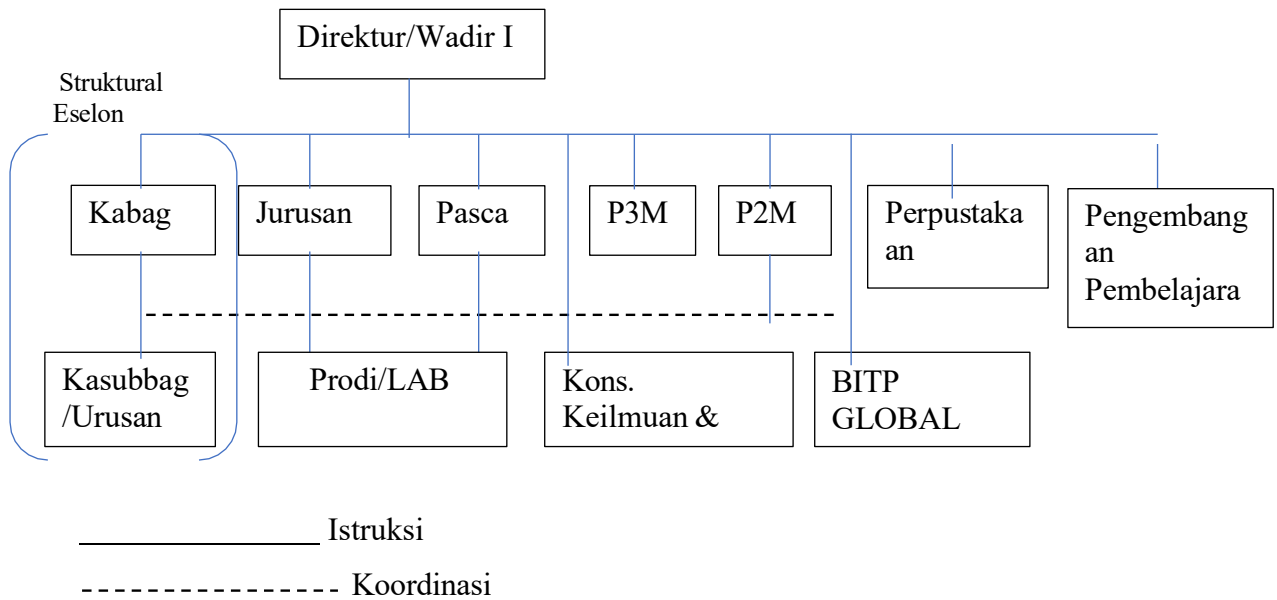 Direktur/Wadir I
Struktural
Eselon
Kabag
Jurusan
Pasca
P3M
P2M
Perpustaka
an
Pengembang
an
Pembelajara
Kasubbag
/Urusan
Prodi/LAB
Kons.
Keilmuan &
BITP
GLOBAL
Istruksi
Koordinasi